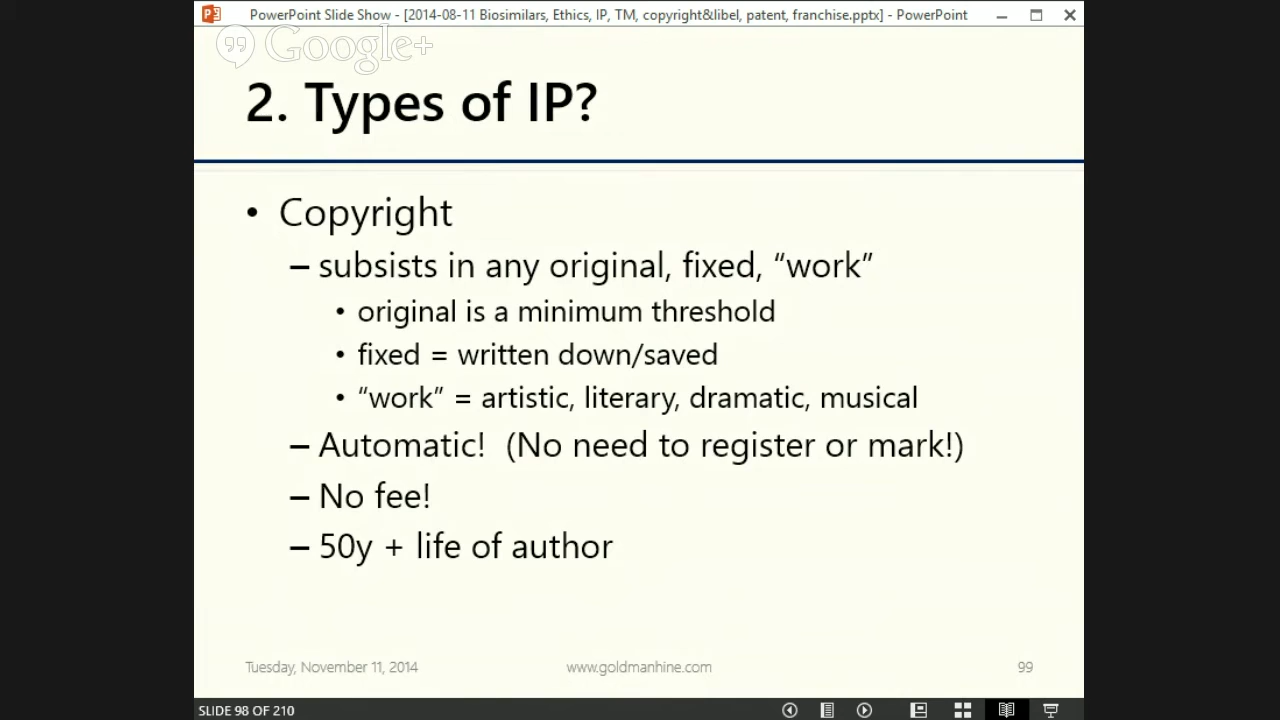 PowerPoint Slide Show - [2014-08-11 Biosimilars, Ethics, IP, TM, copyright&libel, patent, franchise.pptx] - PowerPoint
Google+
2. Types of IP?
• Copyright
– subsists in any original, fixed, “work”
• original is a minimum threshold
• fixed = written down/saved
• “work” = artistic, literary, dramatic, musical
– Automatic!  (No need to register or mark!)
– No fee!
– 50y + life of author
Tuesday, November 11, 2014 www.goldmanhine.com 99
SLIDE 98 OF 210